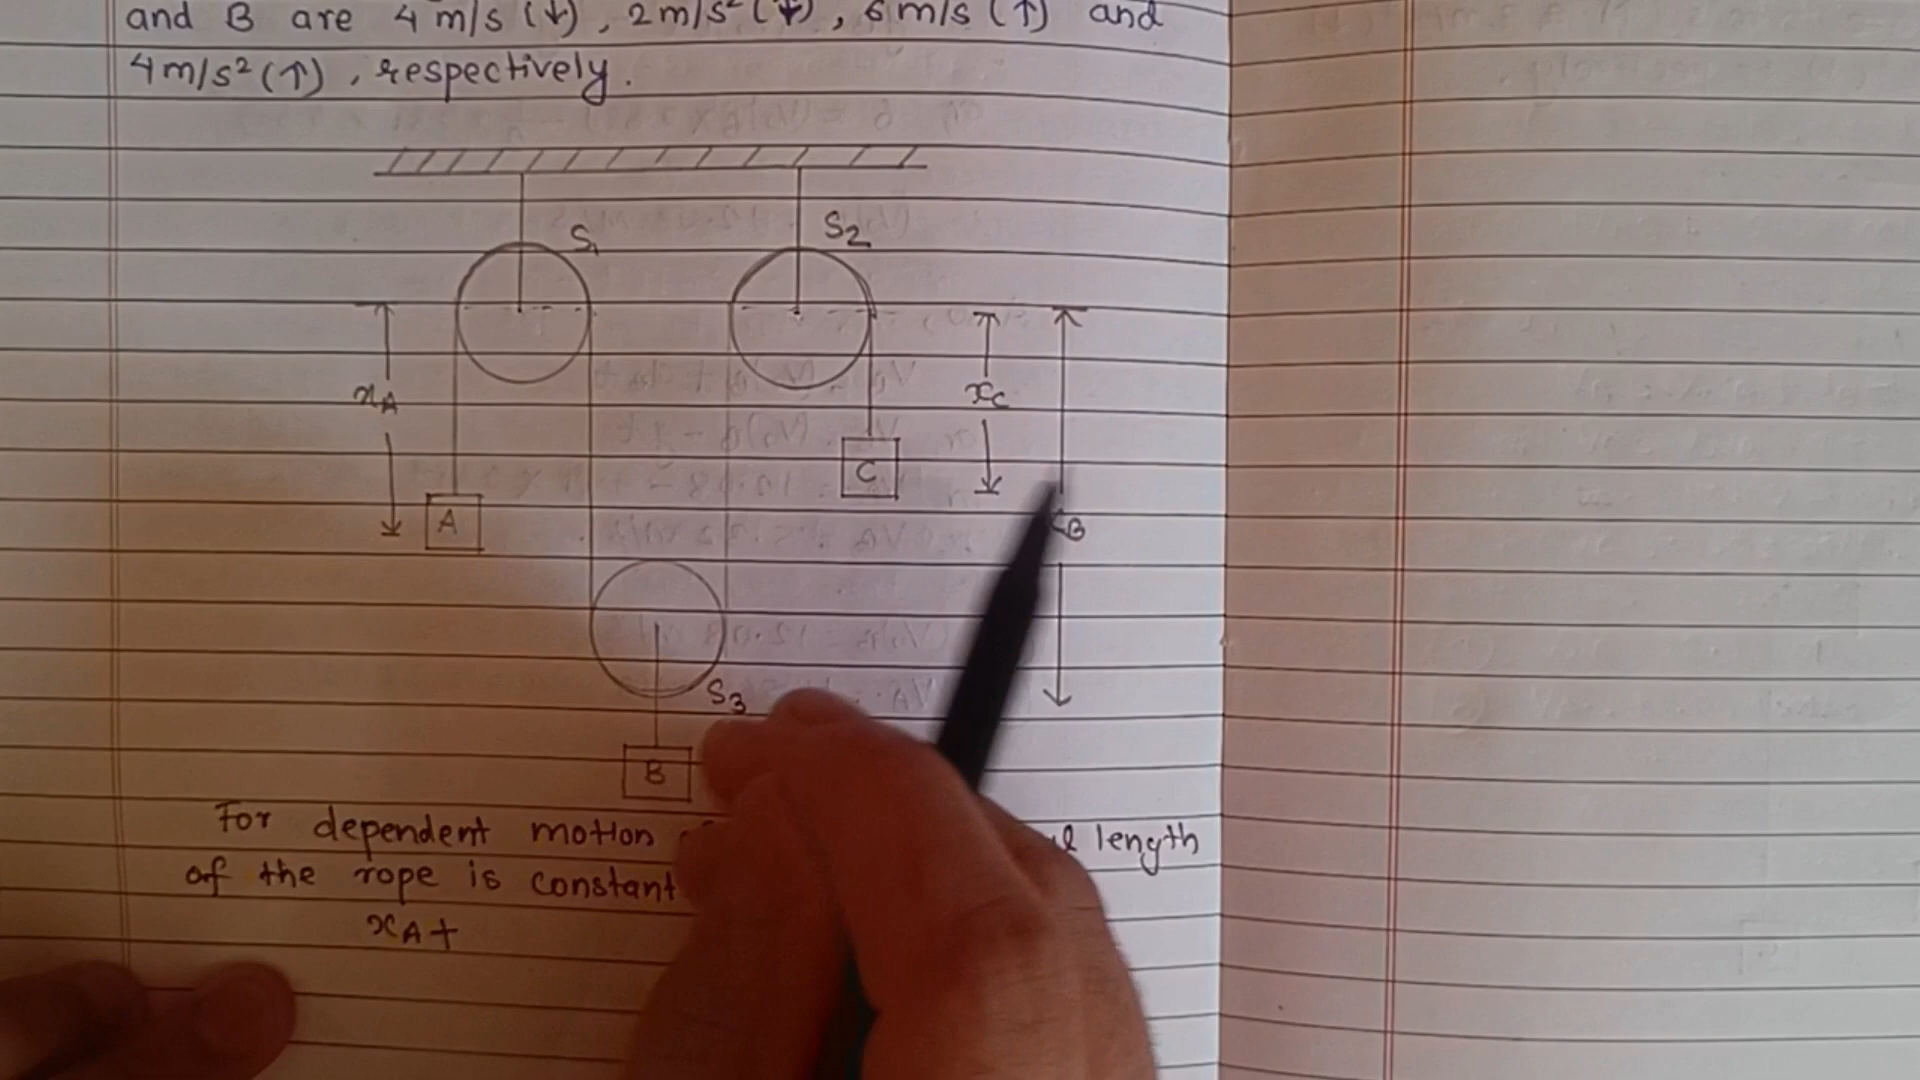 and B are 4 m/s (↓), 2 m/s² (↓), 6 m/s (↑) and
4 m/s² (↑), respectively.
S₁
S₂
xA
xC
C
A
B
S₃
B
For dependent motion length
of the rope is constant
xA +